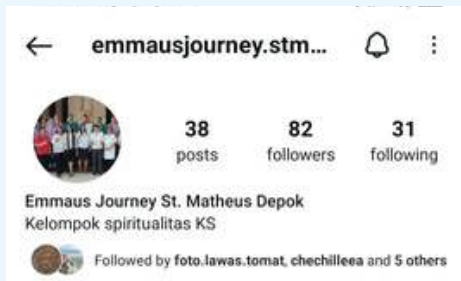 emmausjourney.stm...
38 82 31
posts followers following
Emmaus Journey St. Matheus Depok
Kelompok spiritualitas KS
Followed by foto.lawas.tomat, chechilleea and 5 others